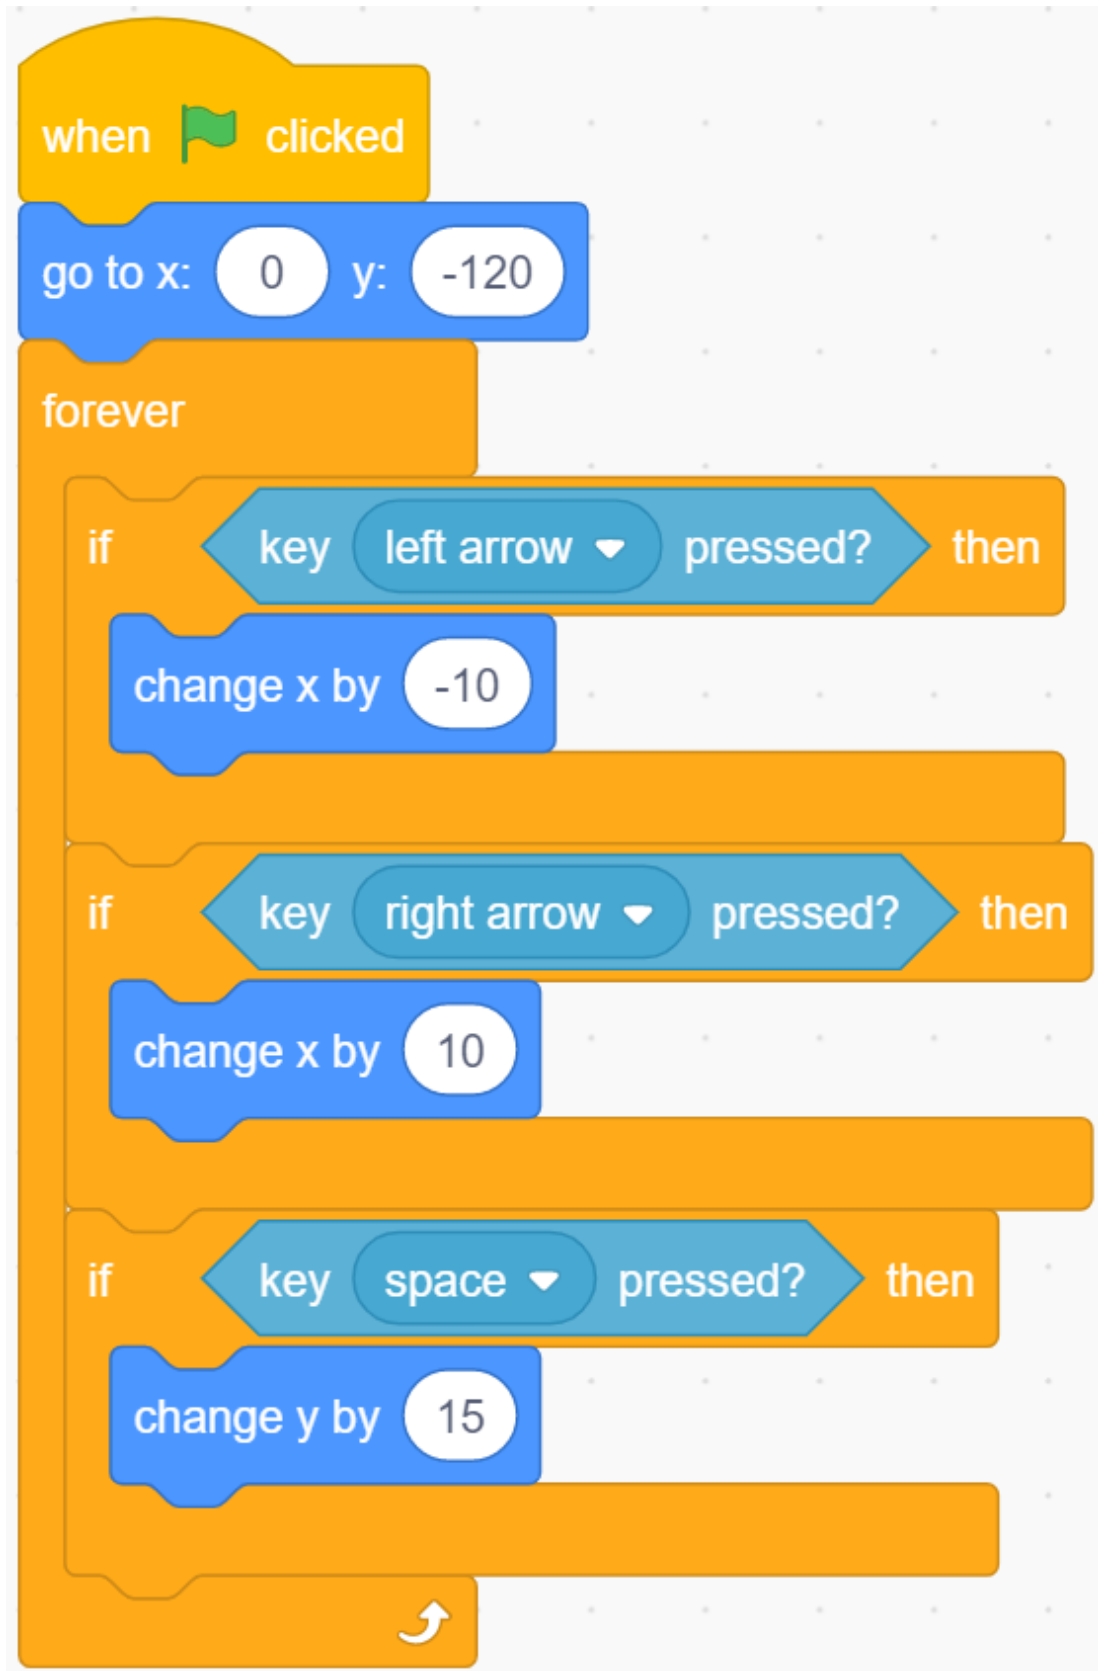 when clicked
go to x: 0 y: -120
forever
if key left arrow pressed? then
change x by -10
if key right arrow pressed? then
change x by 10
if key space pressed? then
change y by 15